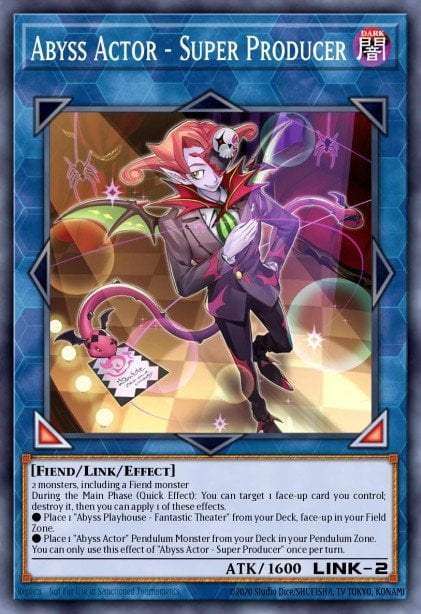 Abyss Actor - Super Producer
DARK
闇
[Fiend/Link/Effect]
2 monsters, including a Fiend monster
During the Main Phase (Quick Effect): You can target 1 face-up card you control;
destroy it, then you can apply 1 of these effects.
● Place 1 "Abyss Playhouse - Fantastic Theater" from your Deck, face-up in your Field
Zone.
● Place 1 "Abyss Actor" Pendulum Monster from your Deck in your Pendulum Zone.
You can only use this effect of "Abyss Actor - Super Producer" once per turn.
ATK/1600 LINK-2
Replica - Not For Use in Sanctioned Tournaments
©2020 Studio Dice/SHUEISHA, TV TOKYO, KONAMI